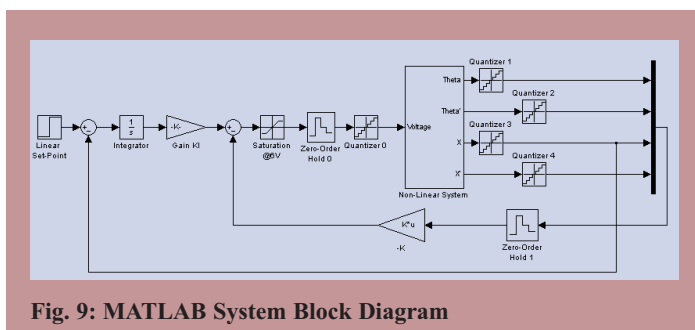 Quantizer 1
Theta
Quantizer 2
Theta'
Voltage
Quantizer 3
X
Quantizer 4
X'
Non-Linear System
Linear
Set-Point
1
s
Integrator
-K-
Gain KI
Saturation
@6V
Zero-Order
Hold 0
Quantizer 0
K*u
-K
Zero-Order
Hold 1
Fig. 9: MATLAB System Block Diagram